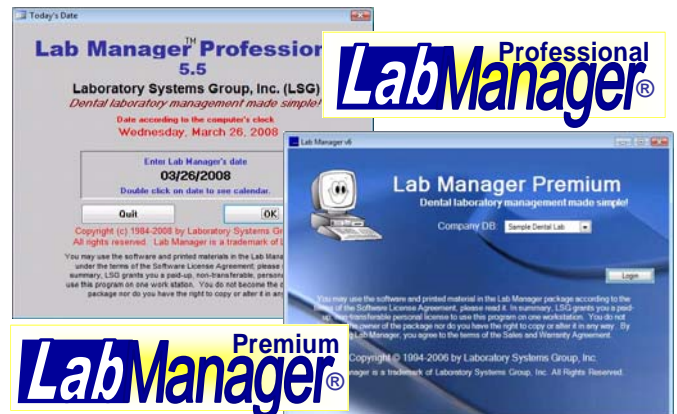 Today's Date
Lab Manager™ Profession
5.5
Laboratory Systems Group, Inc. (LSG)
Dental laboratory management made simple!
Date according to the computer's clock
Wednesday, March 26, 2008
Enter Lab Manager's date
03/26/2008
Double click on date to see calendar.
Quit
OK
Copyright (c) 1984-2008 by Laboratory Systems Gr
All rights reserved. Lab Manager is a trademark of L
You may use the software and printed materials in the Lab Mana
under the terms of the Software License Agreement; please
summary, LSG grants you a paid-up, non-transferable, persona
use this program on one work station. You do not become the
package nor do you have the right to copy or alter it in any
Professional
LabManager®
Lab Manager v6
Lab Manager Premium
Dental laboratory management made simple!
Company DB:
Sample Dental Lab
Login
You may use the software and printed material in the Lab Manager package according to the
terms of the Software License Agreement, please read it. In summary, LSG grants you a paid-
up, non-transferable personal license to use this program on one workstation. You do not
the owner of the package nor do you have the right to copy or alter it in any way. By
Lab Manager, you agree to the terms of the Sales and Warranty Agreement.
Copyright © 1994-2006 by Laboratory Systems Group, Inc.
anager is a trademark of Laboratory Systems Group, Inc. All Rights Reserved.
Premium
LabManager®